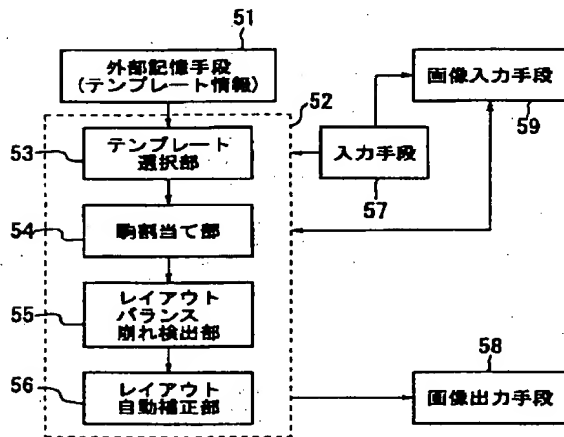 51
外部記憶手段
(テンプレート情報)
52
53
テンプレート
選択部
54
駒割当て部
55
レイアウト
バランス
崩れ検出部
56
レイアウト
自動補正部
入力手段
57
画像入力手段
59
58
画像出力手段